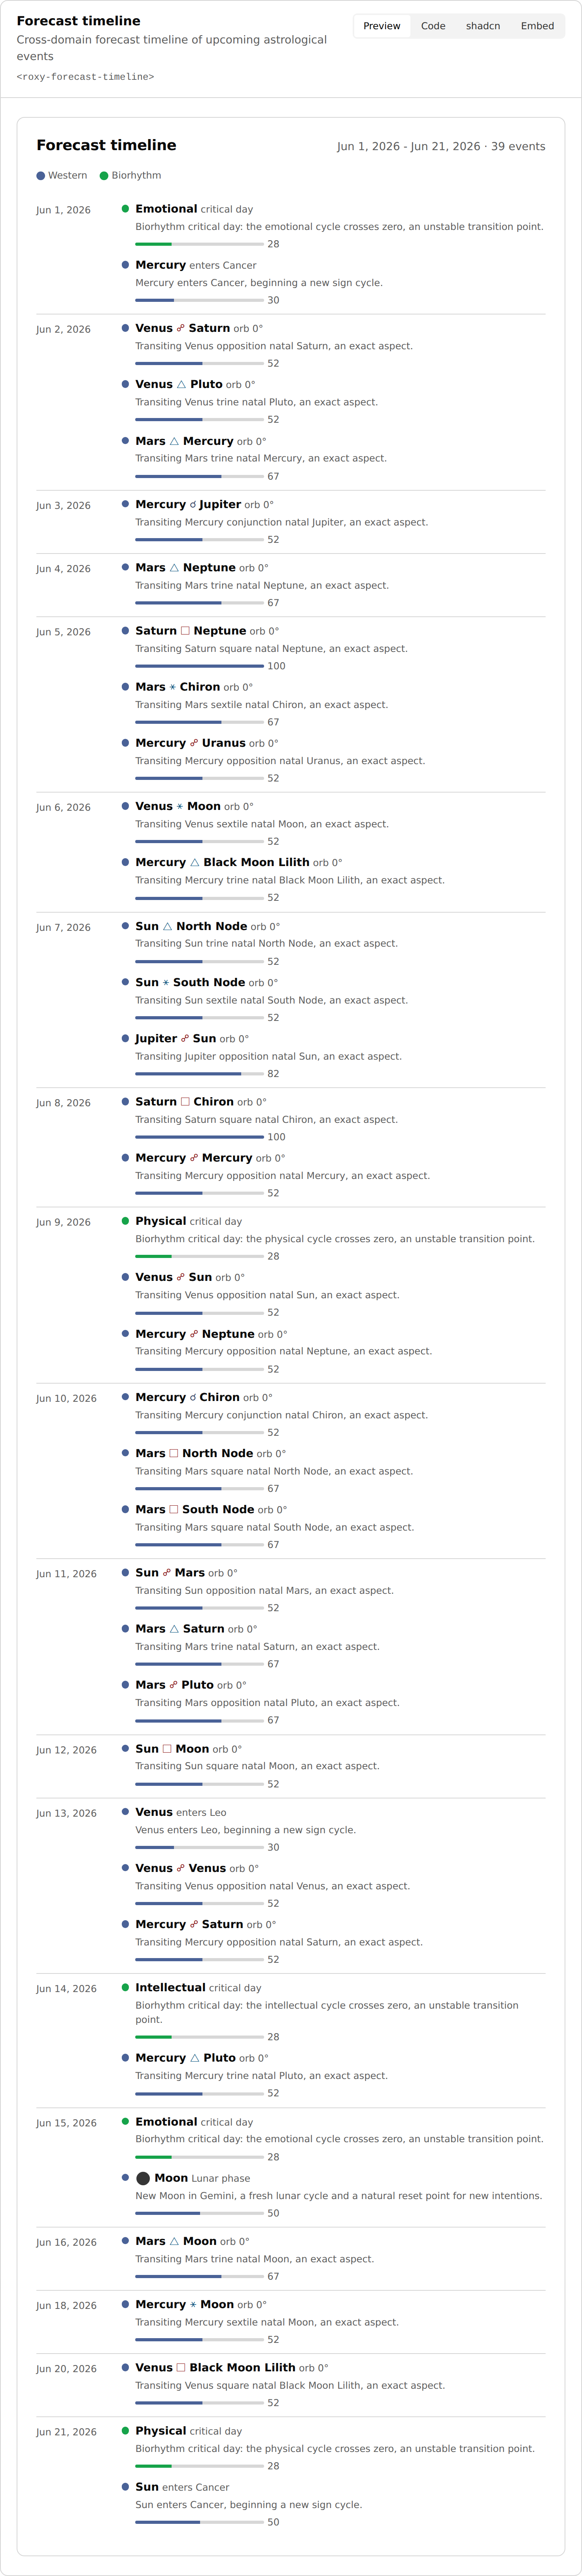 Forecast timeline
Cross-domain forecast timeline of upcoming astrological
events
<roxy-forecast-timeline>
Preview Code shadcn Embed
Forecast timeline
Jun 1, 2026 - Jun 21, 2026 · 39 events
Western Biorhythm
Jun 1, 2026
Emotional critical day
Biorhythm critical day: the emotional cycle crosses zero, an unstable transition point.
28
Mercury enters Cancer
Mercury enters Cancer, beginning a new sign cycle.
30
Jun 2, 2026
Venus ☍ Saturn orb 0°
Transiting Venus opposition natal Saturn, an exact aspect.
52
Venus △ Pluto orb 0°
Transiting Venus trine natal Pluto, an exact aspect.
52
Mars △ Mercury orb 0°
Transiting Mars trine natal Mercury, an exact aspect.
67
Jun 3, 2026
Mercury ☌ Jupiter orb 0°
Transiting Mercury conjunction natal Jupiter, an exact aspect.
52
Jun 4, 2026
Mars △ Neptune orb 0°
Transiting Mars trine natal Neptune, an exact aspect.
67
Jun 5, 2026
Saturn □ Neptune orb 0°
Transiting Saturn square natal Neptune, an exact aspect.
100
Mars ⚹ Chiron orb 0°
Transiting Mars sextile natal Chiron, an exact aspect.
67
Mercury ☍ Uranus orb 0°
Transiting Mercury opposition natal Uranus, an exact aspect.
52
Jun 6, 2026
Venus ⚹ Moon orb 0°
Transiting Venus sextile natal Moon, an exact aspect.
52
Mercury △ Black Moon Lilith orb 0°
Transiting Mercury trine natal Black Moon Lilith, an exact aspect.
52
Jun 7, 2026
Sun △ North Node orb 0°
Transiting Sun trine natal North Node, an exact aspect.
52
Sun ⚹ South Node orb 0°
Transiting Sun sextile natal South Node, an exact aspect.
52
Jupiter ☍ Sun orb 0°
Transiting Jupiter opposition natal Sun, an exact aspect.
82
Jun 8, 2026
Saturn □ Chiron orb 0°
Transiting Saturn square natal Chiron, an exact aspect.
100
Mercury ☍ Mercury orb 0°
Transiting Mercury opposition natal Mercury, an exact aspect.
52
Jun 9, 2026
Physical critical day
Biorhythm critical day: the physical cycle crosses zero, an unstable transition point.
28
Venus ☍ Sun orb 0°
Transiting Venus opposition natal Sun, an exact aspect.
52
Mercury ☍ Neptune orb 0°
Transiting Mercury opposition natal Neptune, an exact aspect.
52
Jun 10, 2026
Mercury ☌ Chiron orb 0°
Transiting Mercury conjunction natal Chiron, an exact aspect.
52
Mars □ North Node orb 0°
Transiting Mars square natal North Node, an exact aspect.
67
Mars □ South Node orb 0°
Transiting Mars square natal South Node, an exact aspect.
67
Jun 11, 2026
Sun ☍ Mars orb 0°
Transiting Sun opposition natal Mars, an exact aspect.
52
Mars △ Saturn orb 0°
Transiting Mars trine natal Saturn, an exact aspect.
67
Mars ☍ Pluto orb 0°
Transiting Mars opposition natal Pluto, an exact aspect.
67
Jun 12, 2026
Sun □ Moon orb 0°
Transiting Sun square natal Moon, an exact aspect.
52
Jun 13, 2026
Venus enters Leo
Venus enters Leo, beginning a new sign cycle.
30
Venus ☍ Venus orb 0°
Transiting Venus opposition natal Venus, an exact aspect.
52
Mercury ☍ Saturn orb 0°
Transiting Mercury opposition natal Saturn, an exact aspect.
52
Jun 14, 2026
Intellectual critical day
Biorhythm critical day: the intellectual cycle crosses zero, an unstable transition
point.
28
Mercury △ Pluto orb 0°
Transiting Mercury trine natal Pluto, an exact aspect.
52
Jun 15, 2026
Emotional critical day
Biorhythm critical day: the emotional cycle crosses zero, an unstable transition point.
28
Moon Lunar phase
New Moon in Gemini, a fresh lunar cycle and a natural reset point for new intentions.
50
Jun 16, 2026
Mars △ Moon orb 0°
Transiting Mars trine natal Moon, an exact aspect.
67
Jun 18, 2026
Mercury ⚹ Moon orb 0°
Transiting Mercury sextile natal Moon, an exact aspect.
52
Jun 20, 2026
Venus □ Black Moon Lilith orb 0°
Transiting Venus square natal Black Moon Lilith, an exact aspect.
52
Jun 21, 2026
Physical critical day
Biorhythm critical day: the physical cycle crosses zero, an unstable transition point.
28
Sun enters Cancer
Sun enters Cancer, beginning a new sign cycle.
50